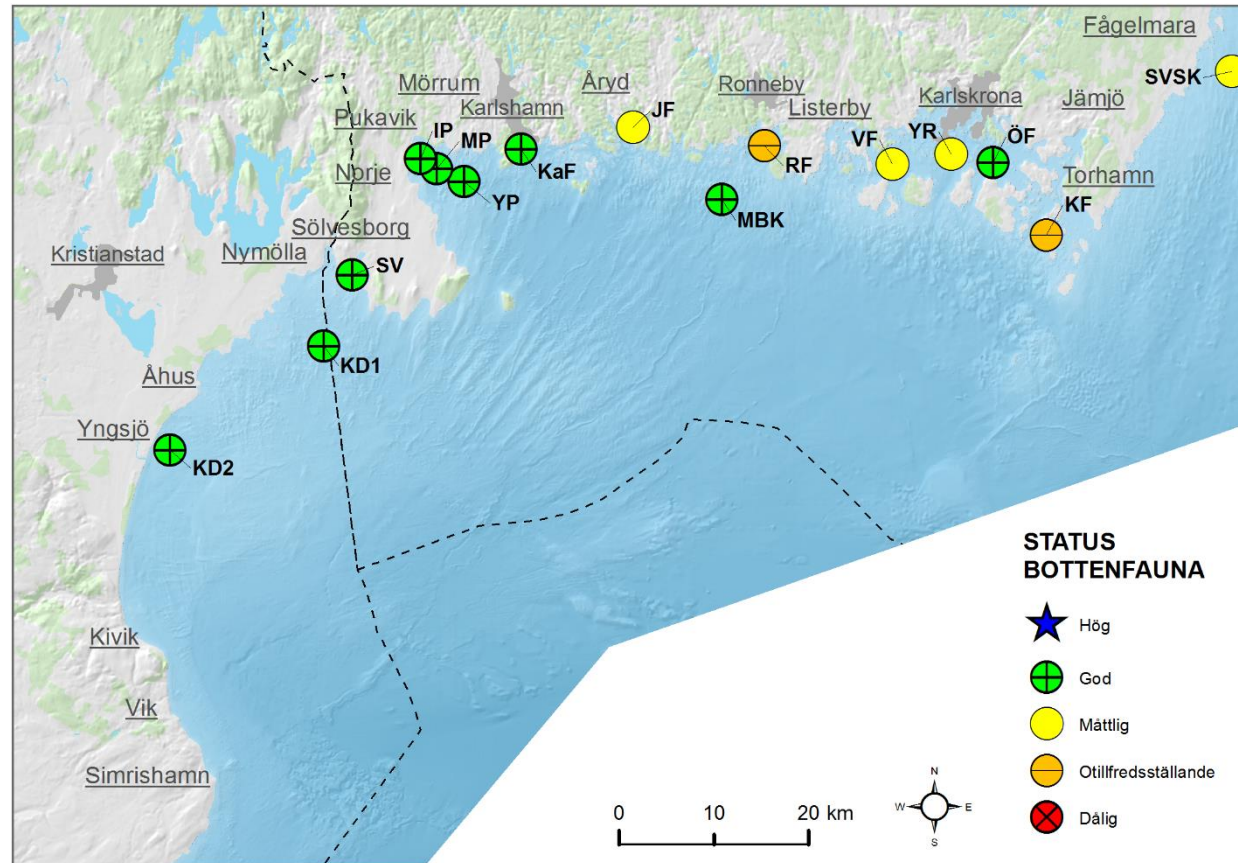 Fågelmara
SVSK
Mörrum
Åryd
Ronneby
Karlskrona
Jämjö
Karlshamn
JF
Listerby
Pukavik
IP
MP
KaF
RF
VF
YR
ÖF
Norje
YP
Torhamn
MBK
KF
Sölvesborg
Kristianstad
Nymölla
SV
KD1
Åhus
Yngsjö
KD2
Kivik
Vik
Simrishamn
STATUS
BOTTENFAUNA
Hög
God
Måttlig
Otillfredsställande
Dålig
0 10 20 km
N
W E
S